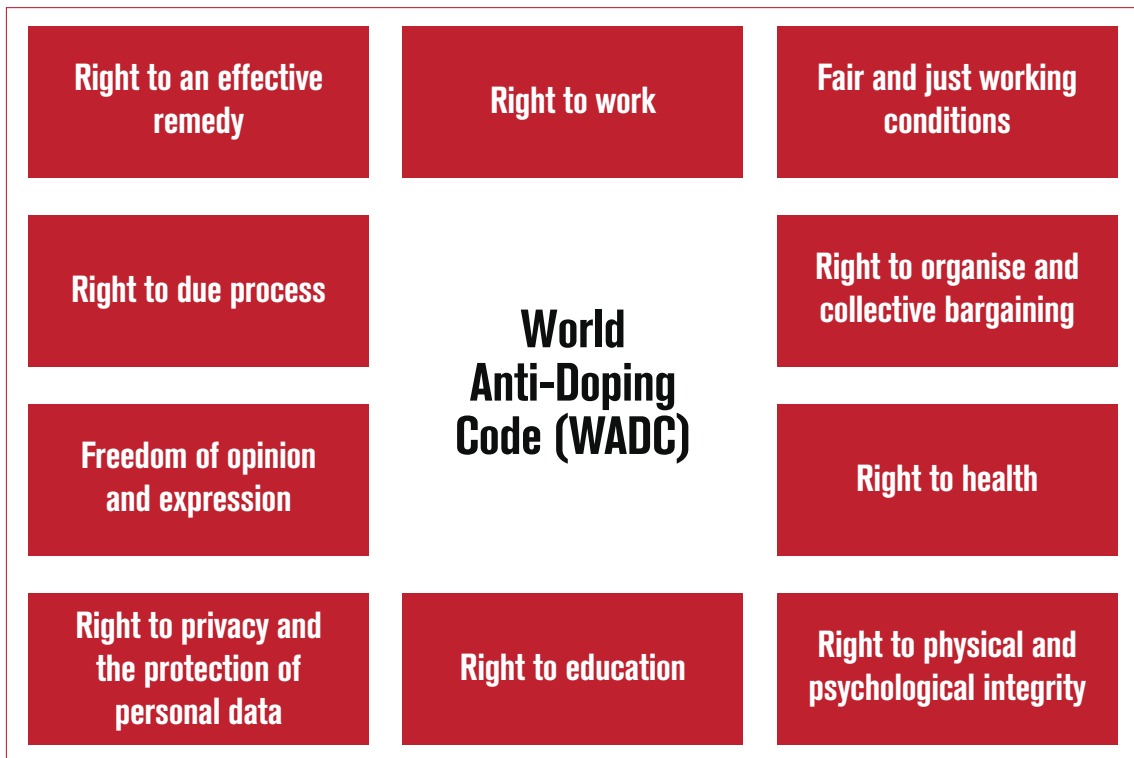 Right to an effective
remedy
Right to work
Fair and just working
conditions
Right to due process
World
Anti-Doping
Code (WADC)
Right to organise and
collective bargaining
Freedom of opinion
and expression
Right to health
Right to privacy and
the protection of
personal data
Right to education
Right to physical and
psychological integrity